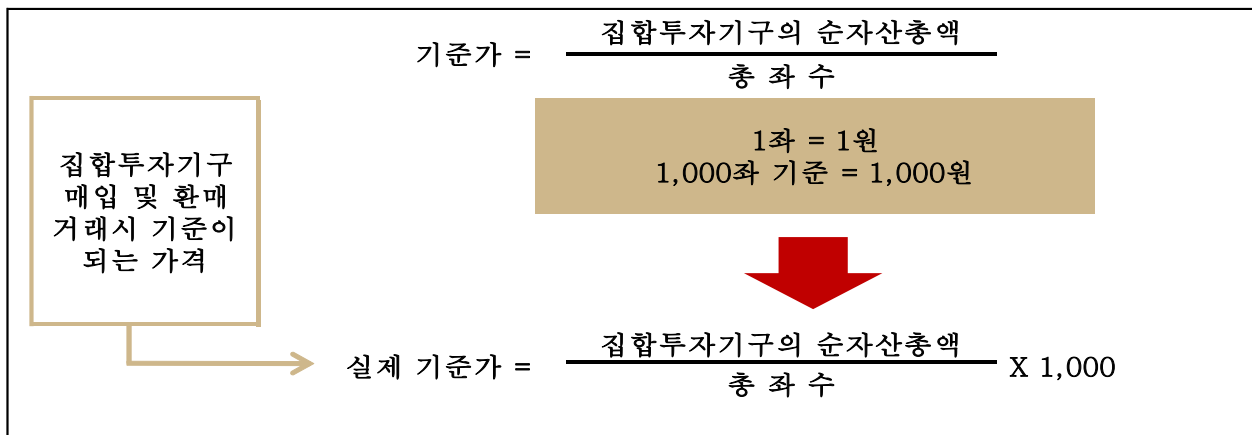 기준가 =
집합투자기구의 순자산총액
총 좌 수
1좌 = 1원
1,000좌 기준 = 1,000원
집합투자기구
매입 및 환매
거래시 기준이
되는 가격
실제 기준가 =
집합투자기구의 순자산총액
총 좌 수
X 1,000